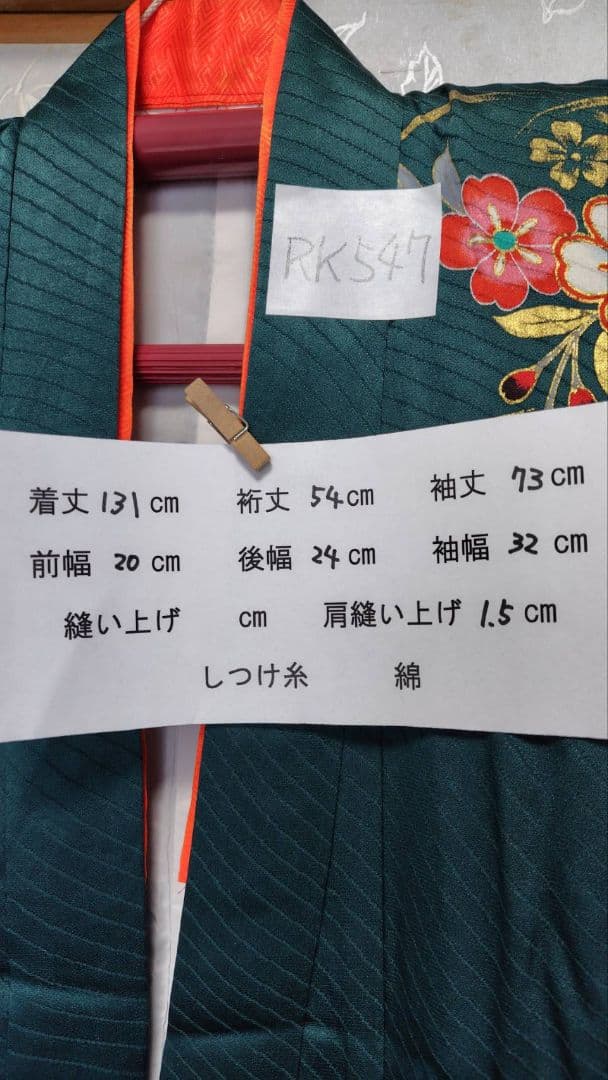 RK547
着丈 131 cm 裄丈 54 cm 袖丈 73 cm
前幅 20 cm 後幅 24 cm 袖幅 32 cm
縫い上げ cm 肩縫い上げ 1.5 cm
しつけ糸 綿